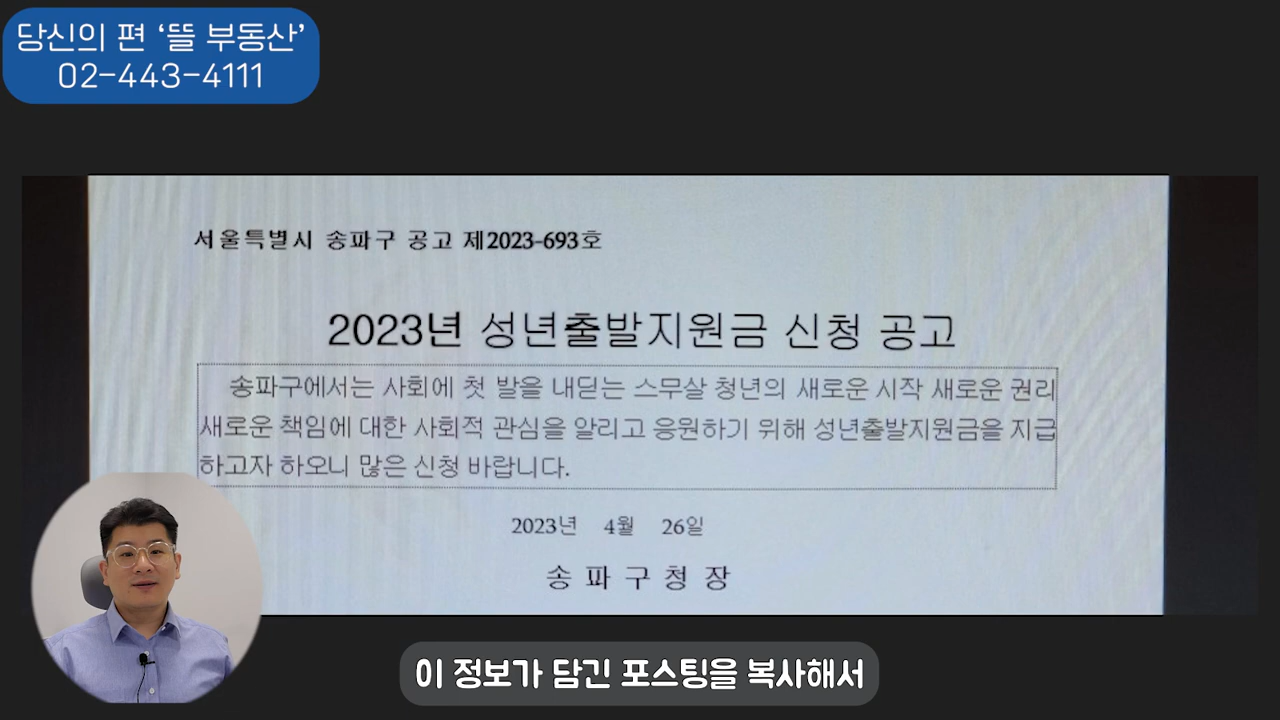 당신의 편 ‘뜰 부동산’
02-443-4111
서울특별시 송파구 공고 제2023-693호
2023년 성년출발지원금 신청 공고
송파구에서는 사회에 첫 발을 내딛는 스무살 청년의 새로운 시작 새로운 권리
새로운 책임에 대한 사회적 관심을 알리고 응원하기 위해 성년출발지원금을 지급
하고자 하오니 많은 신청 바랍니다.
2023년 4월 26일
송파구청장
이 정보가 담긴 포스팅을 복사해서